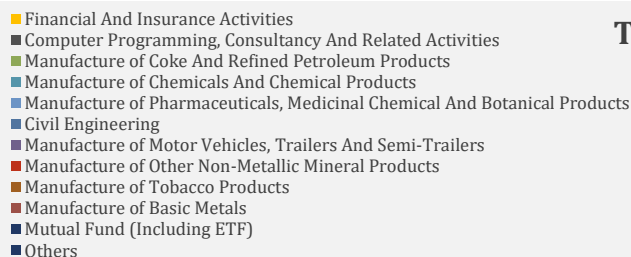 Financial And Insurance Activities
Computer Programming, Consultancy And Related Activities
Manufacture of Coke And Refined Petroleum Products
Manufacture of Chemicals And Chemical Products
Manufacture of Pharmaceuticals, Medicinal Chemical And Botanical Products
Civil Engineering
Manufacture of Motor Vehicles, Trailers And Semi-Trailers
Manufacture of Other Non-Metallic Mineral Products
Manufacture of Tobacco Products
Manufacture of Basic Metals
Mutual Fund (Including ETF)
Others
T